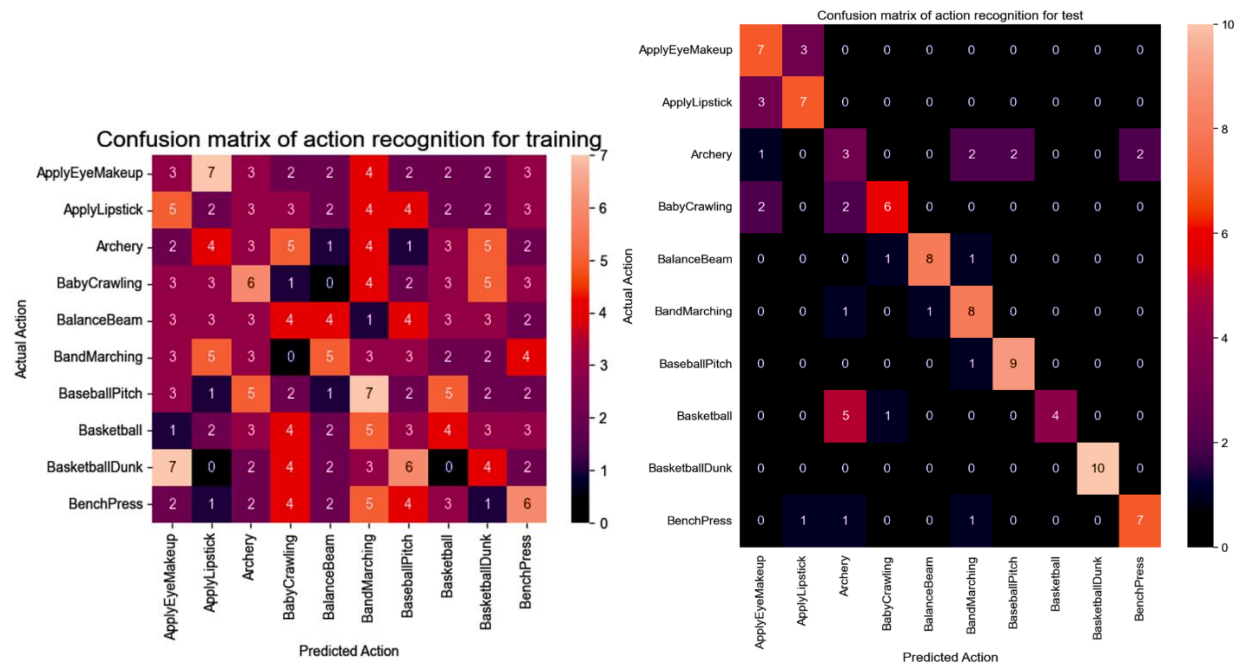 Confusion matrix of action recognition for training
Actual Action
ApplyEyeMakeup 3 7 3 2 2 4 2 2 2 3
ApplyLipstick 5 2 3 3 2 4 4 2 2 3
Archery 2 4 3 5 1 4 1 3 5 2
BabyCrawling 3 3 6 1 0 4 2 3 5 3
BalanceBeam 3 3 3 4 4 1 4 3 3 2
BandMarching 3 5 3 0 5 3 3 2 2 4
BaseballPitch 3 1 5 2 1 7 2 5 2 2
Basketball 1 2 3 4 2 5 3 4 3 3
BasketballDunk 7 0 2 4 2 3 6 0 4 2
BenchPress 2 1 2 4 2 5 4 3 1 6
ApplyEyeMakeup
ApplyLipstick
Archery
BabyCrawling
BalanceBeam
BandMarching
BaseballPitch
Basketball
BasketballDunk
BenchPress
Predicted Action
7
6
5
4
3
2
1
0
Confusion matrix of action recognition for test
Actual Action
ApplyEyeMakeup 7 3 0 0 0 0 0 0 0 0
ApplyLipstick 3 7 0 0 0 0 0 0 0 0
Archery 1 0 3 0 0 2 2 0 0 2
BabyCrawling 2 0 2 6 0 0 0 0 0 0
BalanceBeam 0 0 0 1 8 1 0 0 0 0
BandMarching 0 0 1 0 1 8 0 0 0 0
BaseballPitch 0 0 0 0 0 1 9 0 0 0
Basketball 0 0 5 1 0 0 0 4 0 0
BasketballDunk 0 0 0 0 0 0 0 0 10 0
BenchPress 0 1 1 0 0 1 0 0 0 7
ApplyEyeMakeup
ApplyLipstick
Archery
BabyCrawling
BalanceBeam
BandMarching
BaseballPitch
Basketball
BasketballDunk
BenchPress
Predicted Action
10
8
6
4
2
0